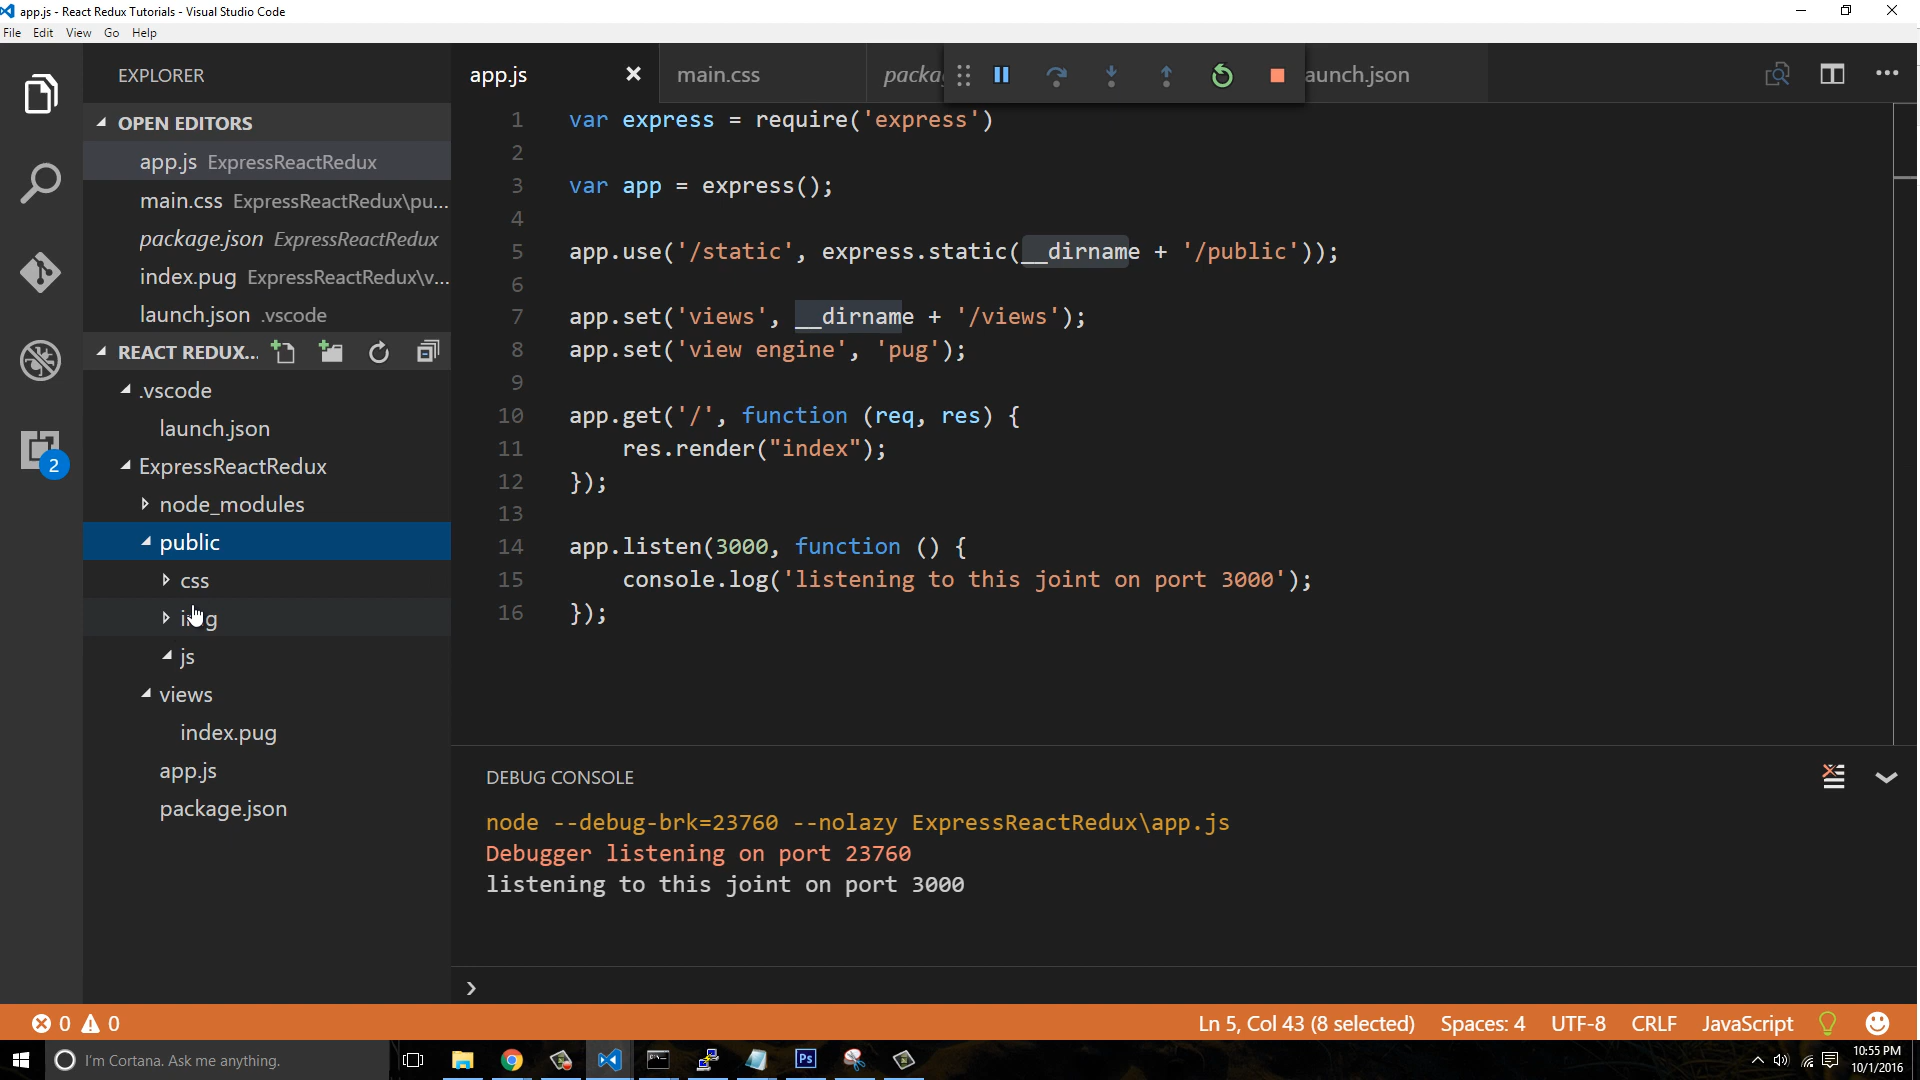 app.js - React Redux Tutorials - Visual Studio Code
File Edit View Go Help
EXPLORER
OPEN EDITORS
app.js ExpressReactRedux
main.css ExpressReactRedux\pu...
package.json ExpressReactRedux
index.pug ExpressReactRedux\v...
launch.json .vscode
REACT REDUX...
.vscode
launch.json
ExpressReactRedux
node_modules
public
css
js
views
index.pug
app.js
package.json
2
app.js main.css aunch.json
1 var express = require('express')
2
3 var app = express();
4
5 app.use('/static', express.static(__dirname + '/public'));
6
7 app.set('views', __dirname + '/views');
8 app.set('view engine', 'pug');
9
10 app.get('/', function (req, res) {
11 res.render("index");
12 });
13
14 app.listen(3000, function () {
15 console.log('listening to this joint on port 3000');
16 });
DEBUG CONSOLE
node --debug-brk=23760 --nolazy ExpressReactRedux\app.js
Debugger listening on port 23760
listening to this joint on port 3000
0 0 Ln 5, Col 43 (8 selected) Spaces: 4 UTF-8 CRLF JavaScript
I'm Cortana. Ask me anything.
Ps
10:55 PM
10/1/2016